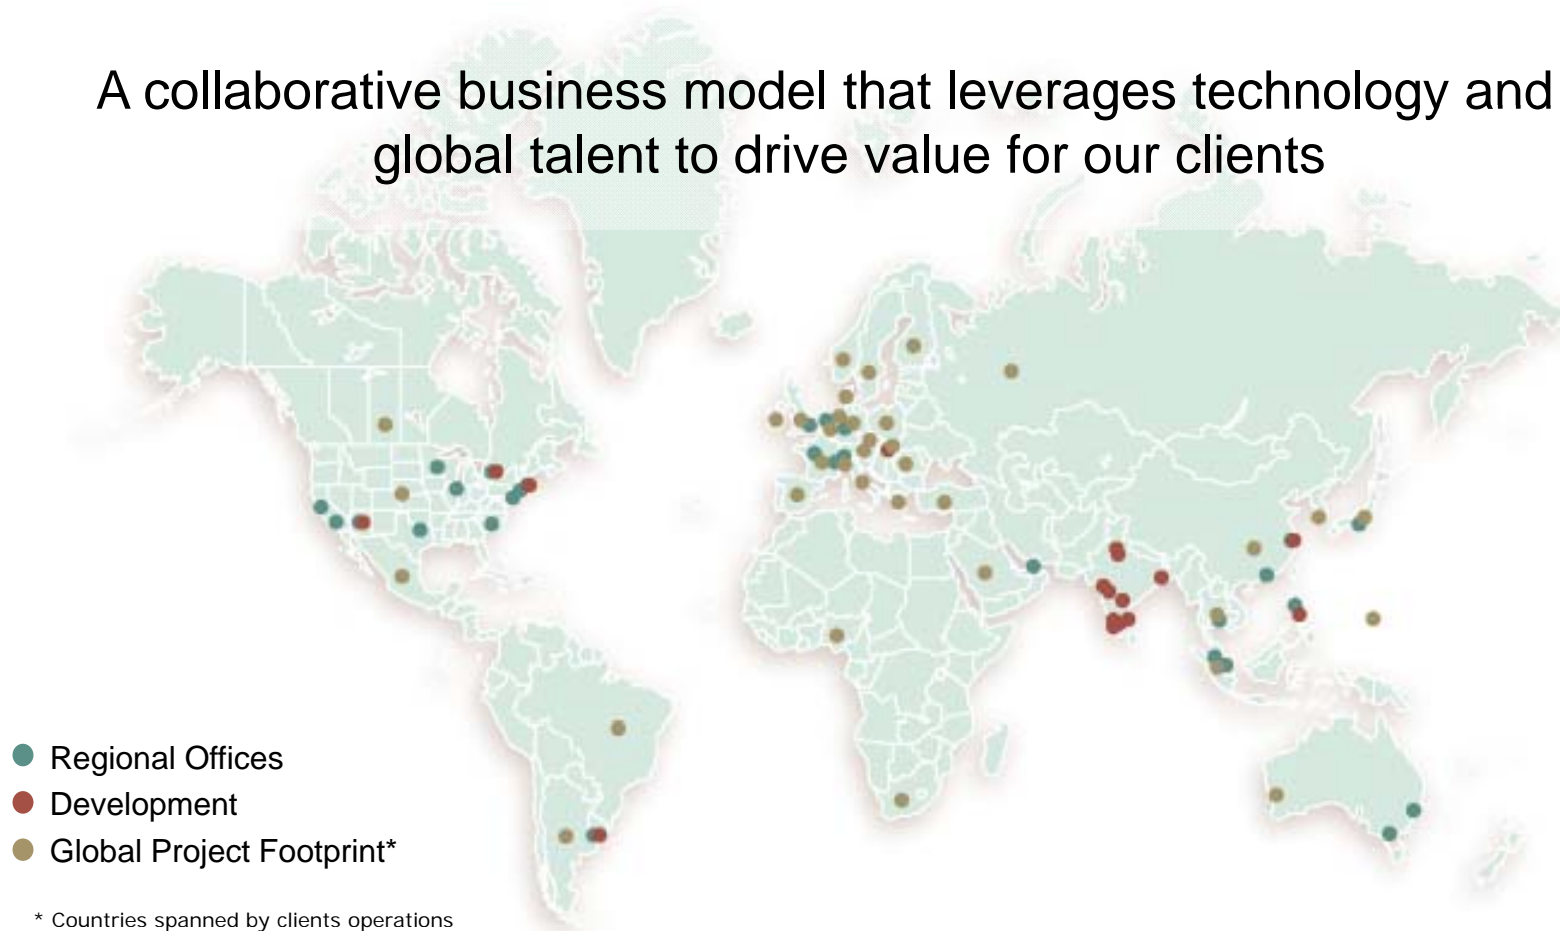 A collaborative business model that leverages technology and
global talent to drive value for our clients
Regional Offices
Development
Global Project Footprint*
* Countries spanned by clients operations